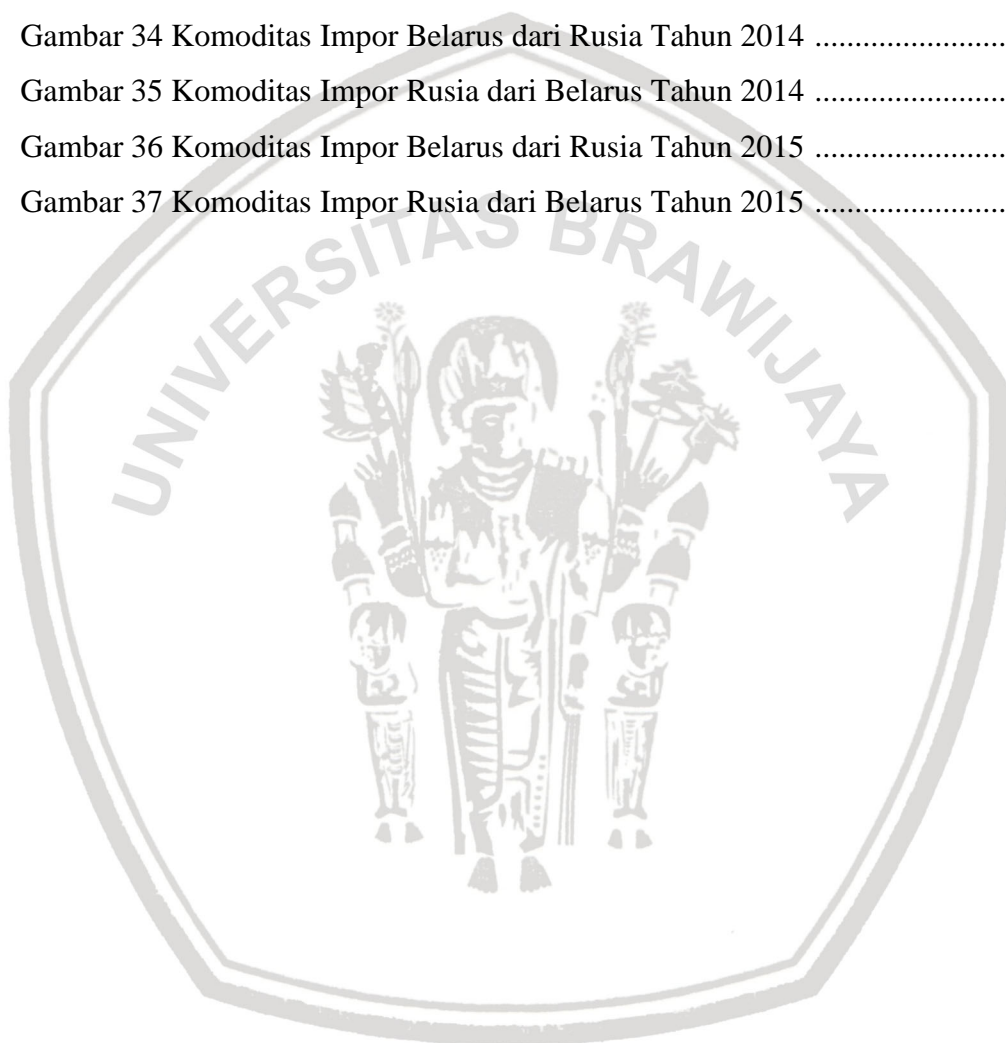 Gambar 34 Komoditas Impor Belarus dari Rusia Tahun 2014 ........................
Gambar 35 Komoditas Impor Rusia dari Belarus Tahun 2014 ........................
Gambar 36 Komoditas Impor Belarus dari Rusia Tahun 2015 ........................
Gambar 37 Komoditas Impor Rusia dari Belarus Tahun 2015 ........................
UNIVERSITAS BRAWIJAYA